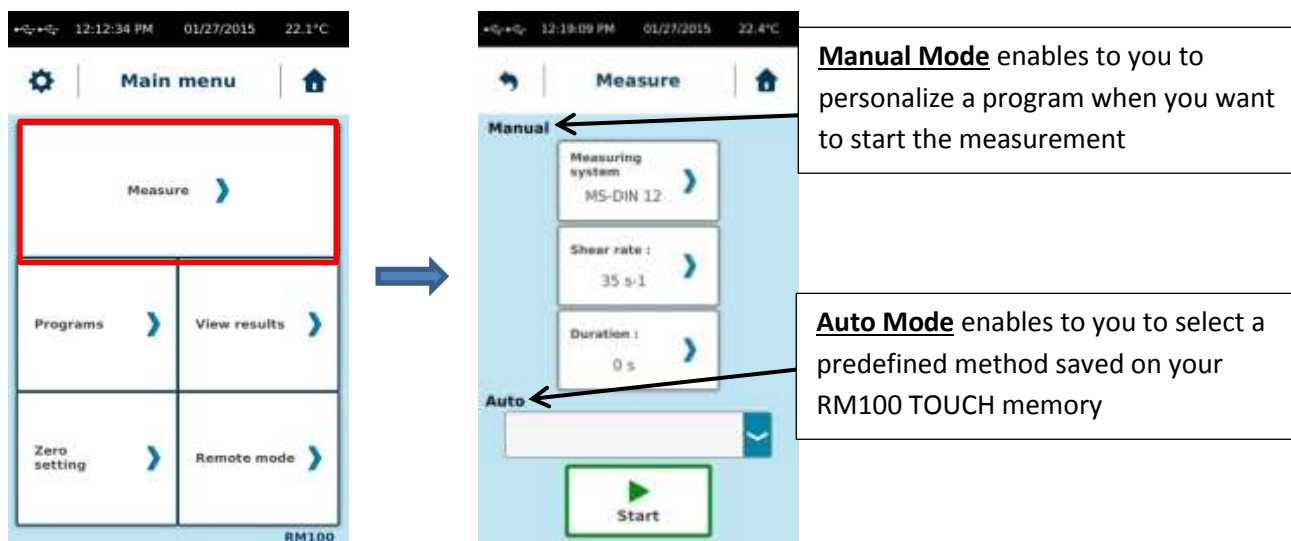 12:12:34 PM 01/27/2015 22.1°C
Main menu
Measure
Programs
View results
Zero
setting
Remote mode
RM100
12:19:09 PM 01/27/2015 22.4°C
Measure
Manual
Measuring
system
MS-DIN 12
Shear rate :
35 s-1
Duration :
0 s
Auto
Start
Manual Mode enables to you to
personalize a program when you want
to start the measurement
Auto Mode enables to you to select a
predefined method saved on your
RM100 TOUCH memory